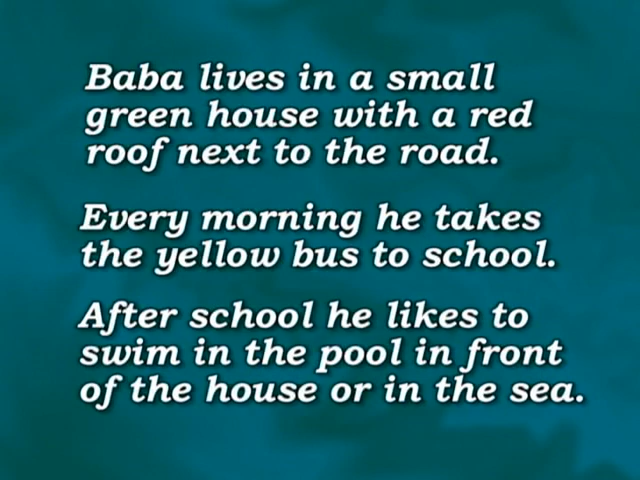 Baba lives in a small
green house with a red
roof next to the road.
Every morning he takes
the yellow bus to school.
After school he likes to
swim in the pool in front
of the house or in the sea.